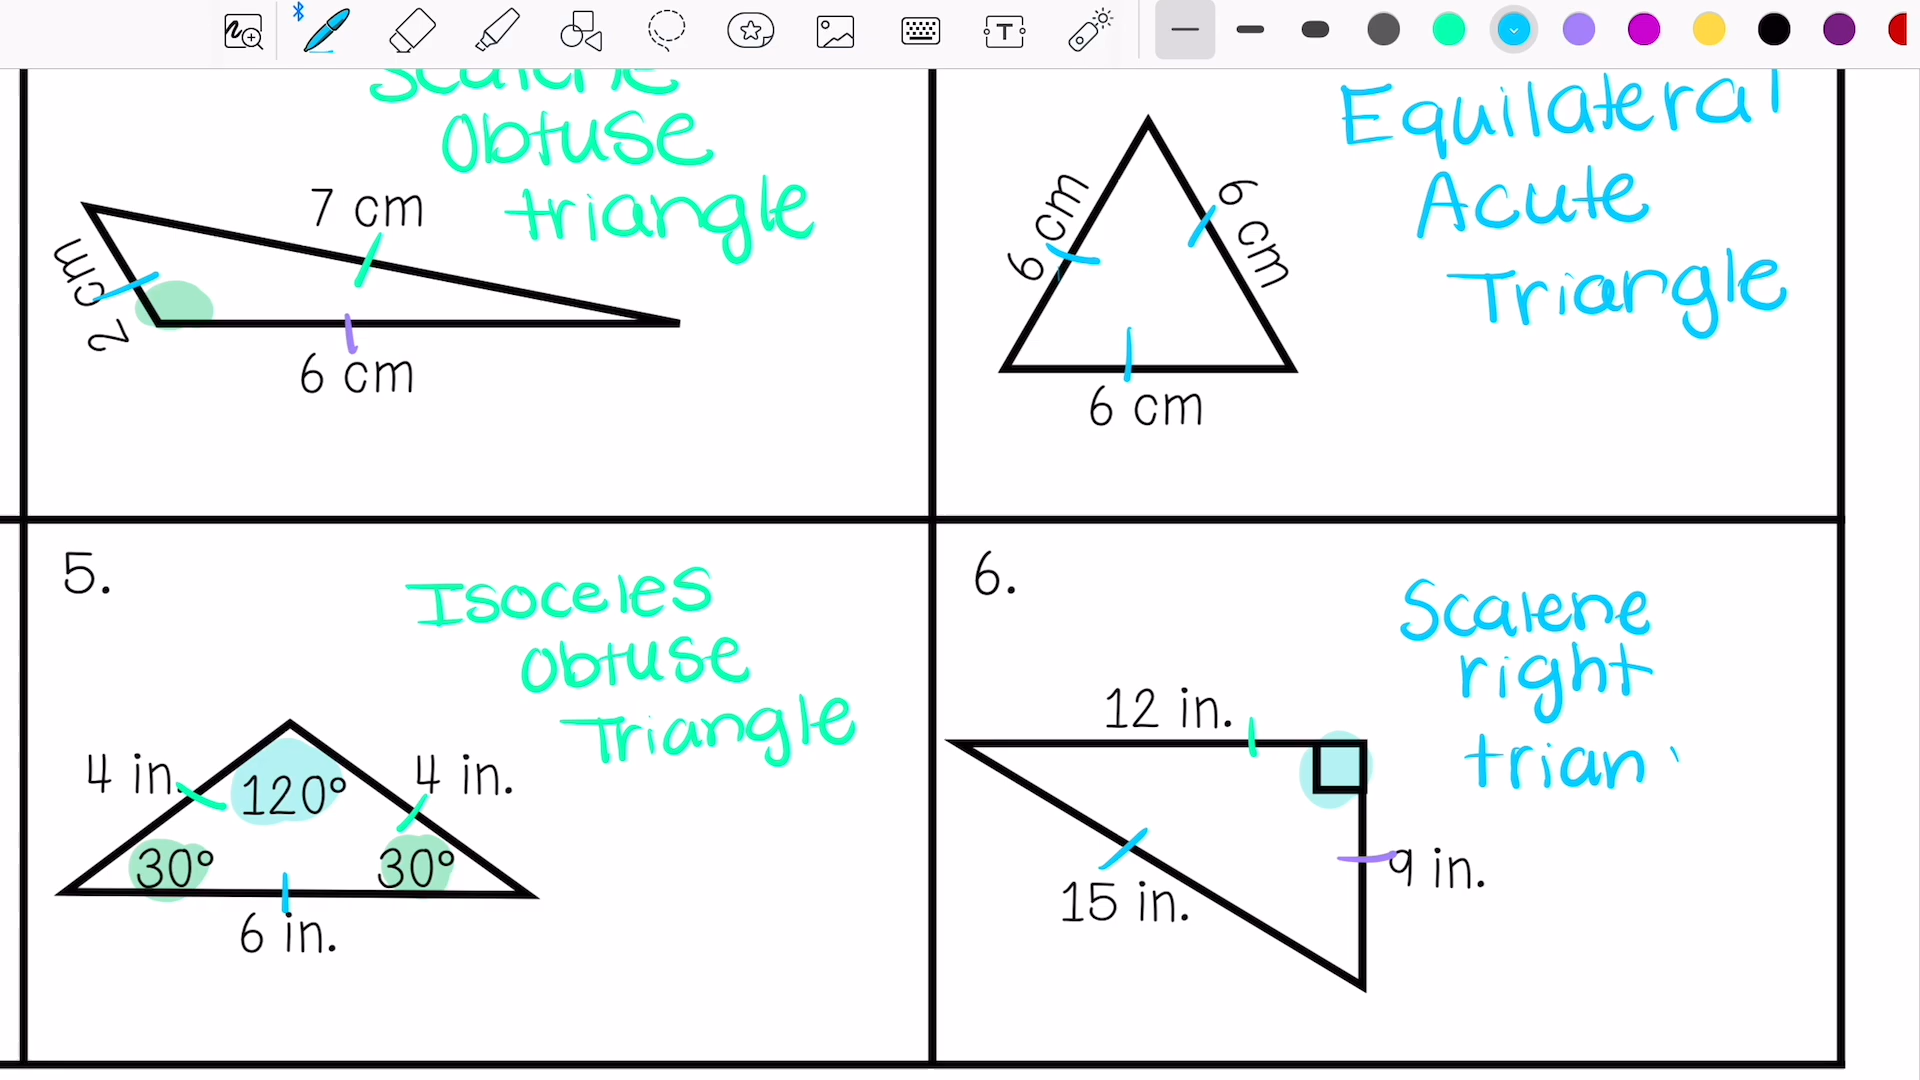 Scalene
Obtuse
triangle
7 cm
2 cm
6 cm
Equilateral
Acute
Triangle
6 cm
6 cm
6 cm
5.
Isoceles
Obtuse
Triangle
4 in.
120°
4 in.
30°
30°
6 in.
6.
Scalene
right
trian
12 in.
9 in.
15 in.
T